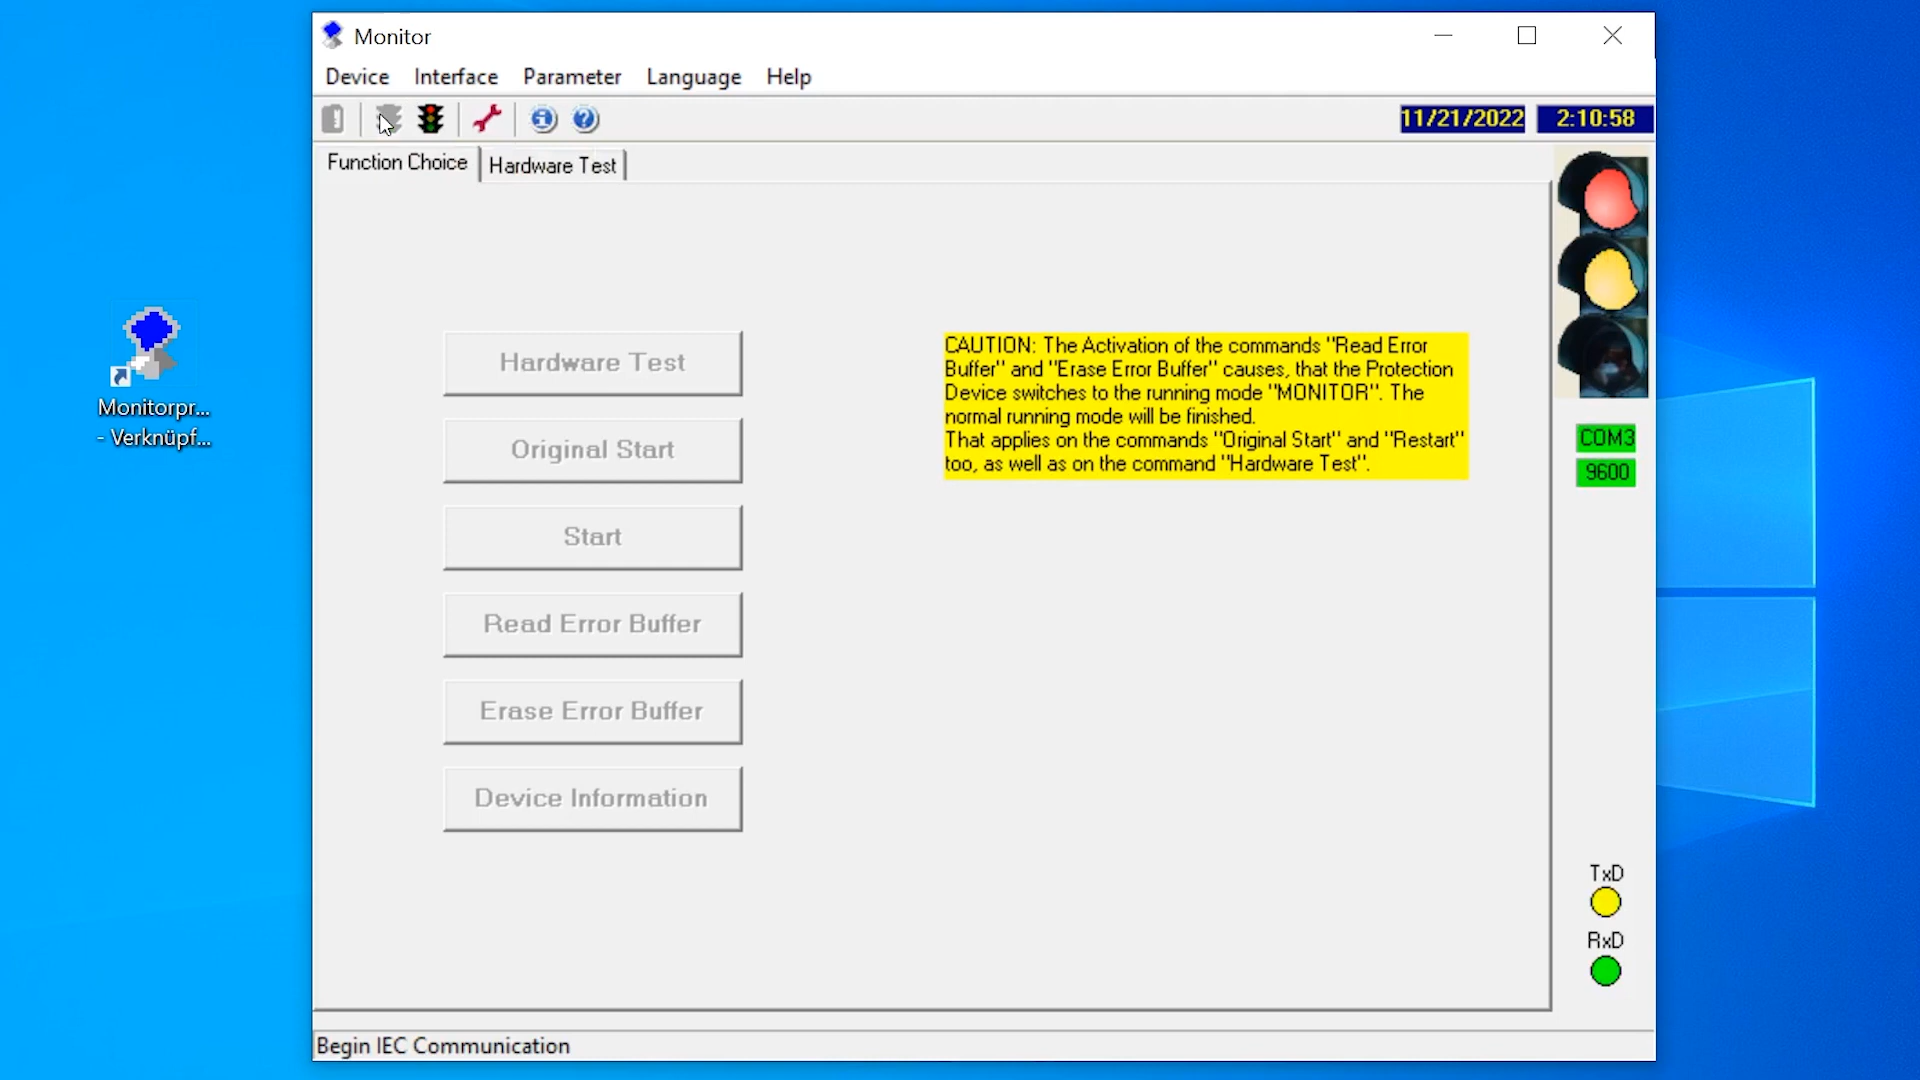 Monitor
Device Interface Parameter Language Help
11/21/2022 2:10:58
Function Choice Hardware Test
Hardware Test
Original Start
Start
Read Error Buffer
Erase Error Buffer
Device Information
CAUTION: The Activation of the commands "Read Error
Buffer" and "Erase Error Buffer" causes, that the Protection
Device switches to the running mode "MONITOR". The
normal running mode will be finished.
That applies on the commands "Original Start" and "Restart"
too, as well as on the command "Hardware Test".
COM3
9600
TxD
RxD
Begin IEC Communication
Monitorpr...
- Verknüpf...